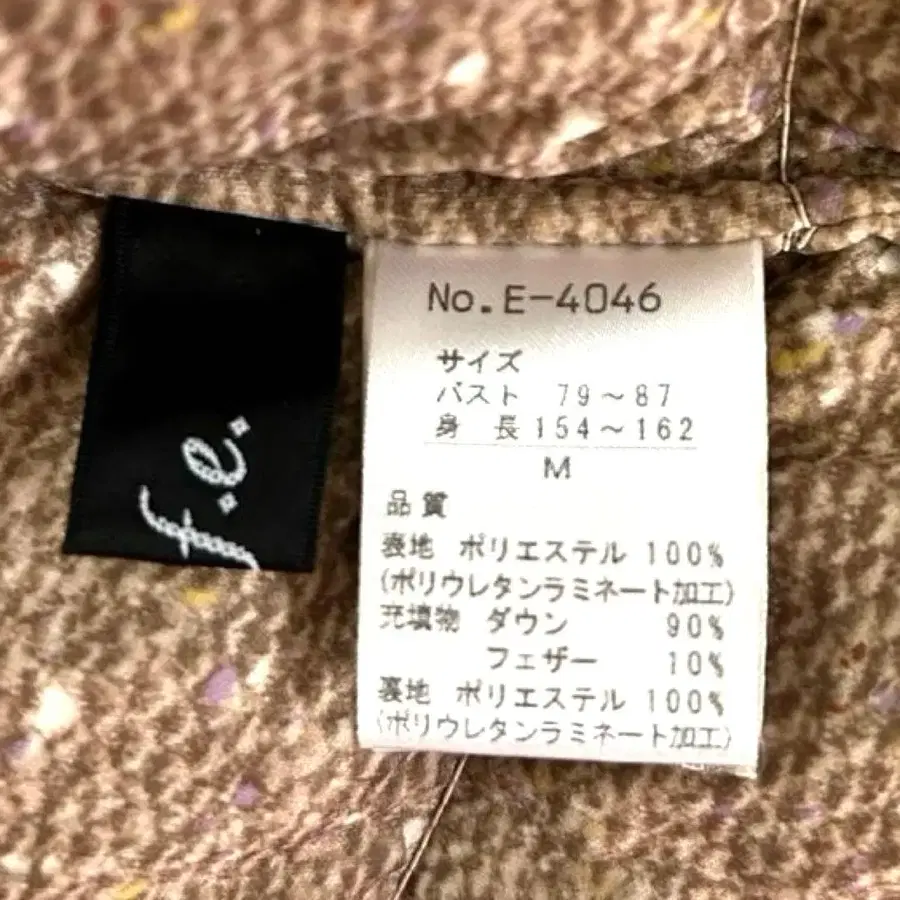 f.e.
No.E-4046
サイズ
バスト 79～87
身 長 154～162
M
品質
表地 ポリエステル 100%
(ポリウレタンラミネート加工)
充填物 ダウン 90%
フェザー 10%
裏地 ポリエステル 100%
(ポリウレタンラミネート加工)